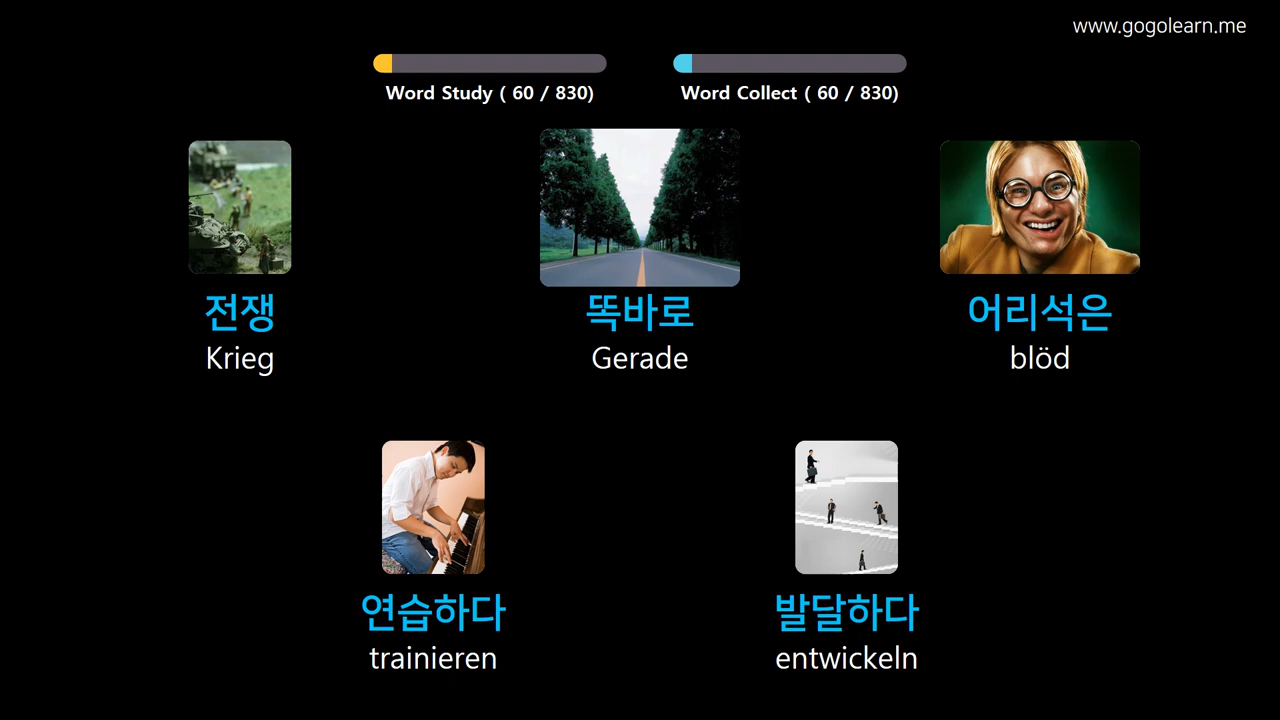 www.gogolearn.me
Word Study ( 60 / 830)
Word Collect ( 60 / 830)
전쟁
Krieg
똑바로
Gerade
어리석은
blöd
연습하다
trainieren
발달하다
entwickeln